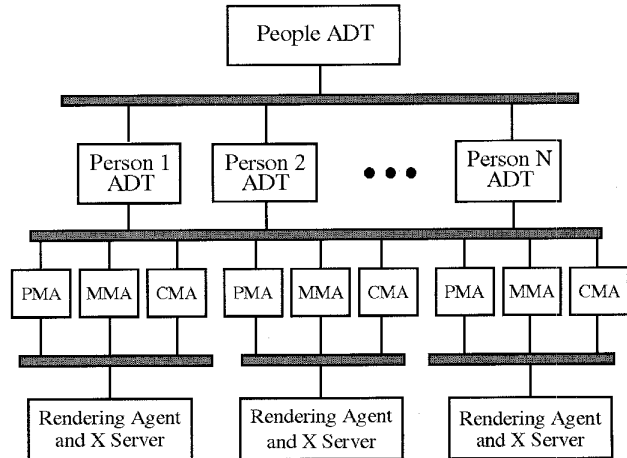 People ADT
Person 1
ADT
Person 2
ADT
Person N
ADT
PMA
MMA
CMA
PMA
MMA
CMA
PMA
MMA
CMA
Rendering Agent
and X Server
Rendering Agent
and X Server
Rendering Agent
and X Server